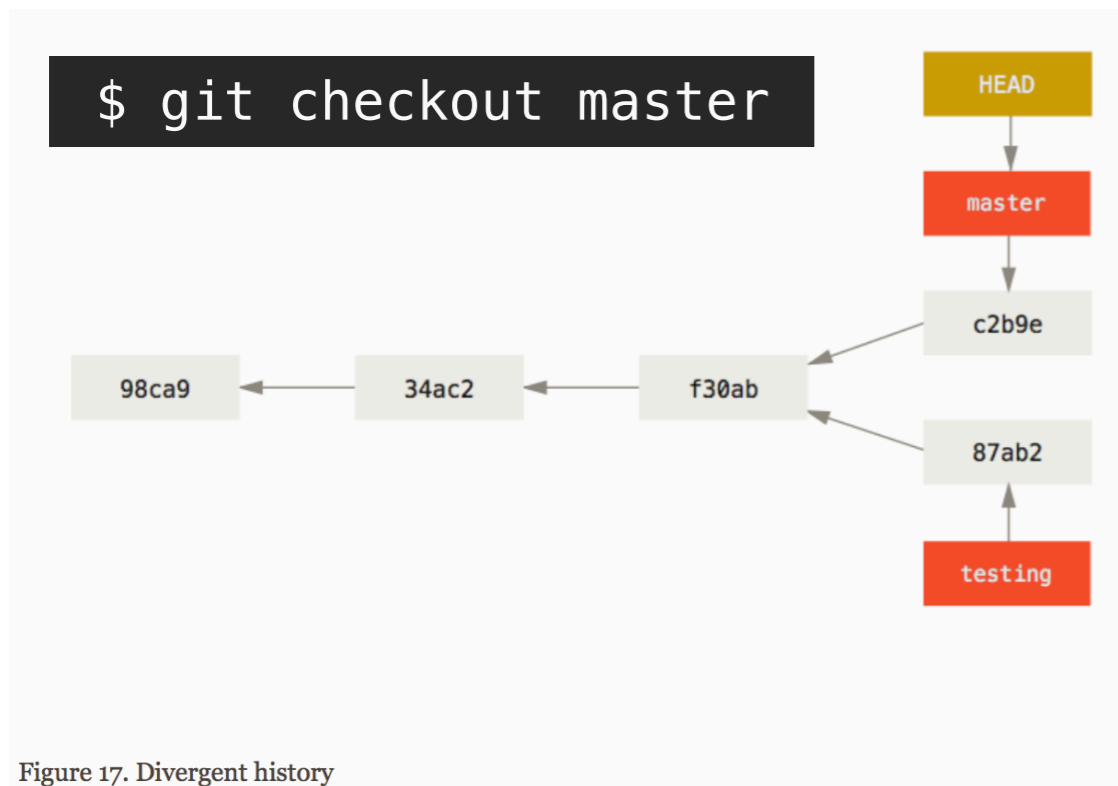 $ git checkout master
HEAD
master
c2b9e
98ca9
34ac2
f30ab
87ab2
testing
Figure 17. Divergent history